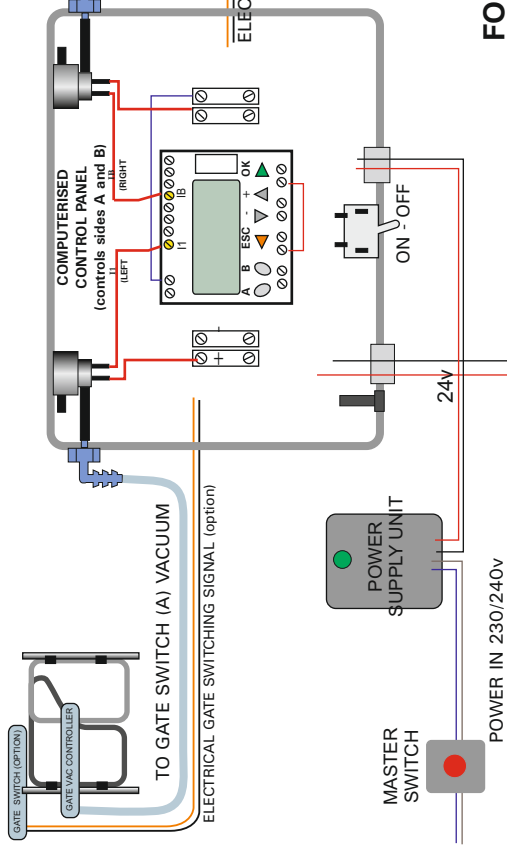 COMPUTERISED
CONTROL PANEL
(controls sides A and B)
I1
(LEFT
IB
(RIGHT
ELEC
FO
I1
IB
A
B
ESC
-
+
OK
+
-
ON - OFF
24v
POWER
SUPPLY UNIT
POWER IN 230/240v
MASTER
SWITCH
GATE SWITCH (OPTION)
GATE VAC CONTROLLER
TO GATE SWITCH (A) VACUUM
ELECTRICAL GATE SWITCHING SIGNAL (option)